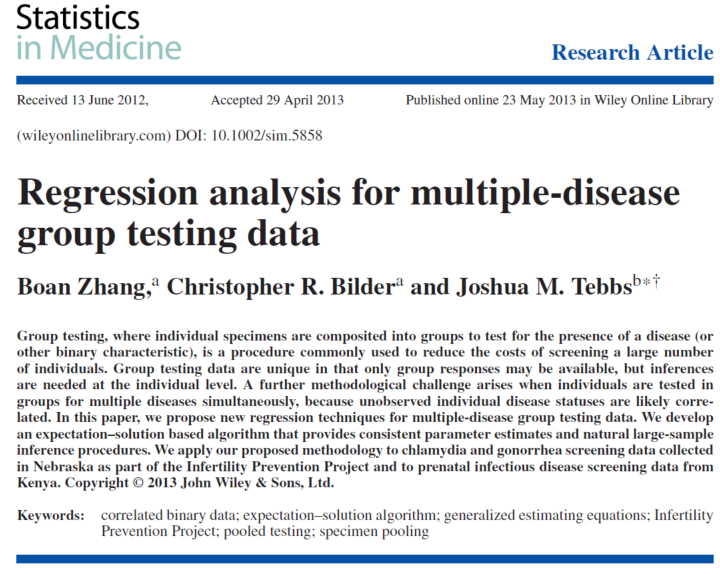 Statistics
in Medicine
Research Article
Received 13 June 2012, Accepted 29 April 2013 Published online 23 May 2013 in Wiley Online Library
(wileyonlinelibrary.com) DOI: 10.1002/sim.5858
Regression analysis for multiple-disease
group testing data
Boan Zhang,ᵃ Christopher R. Bilderᵃ and Joshua M. Tebbsᵇ*†
Group testing, where individual specimens are composited into groups to test for the presence of a disease (or
other binary characteristic), is a procedure commonly used to reduce the costs of screening a large number
of individuals. Group testing data are unique in that only group responses may be available, but inferences
are needed at the individual level. A further methodological challenge arises when individuals are tested in
groups for multiple diseases simultaneously, because unobserved individual disease statuses are likely corre-
lated. In this paper, we propose new regression techniques for multiple-disease group testing data. We develop
an expectation–solution based algorithm that provides consistent parameter estimates and natural large-sample
inference procedures. We apply our proposed methodology to chlamydia and gonorrhea screening data collected
in Nebraska as part of the Infertility Prevention Project and to prenatal infectious disease screening data from
Kenya. Copyright © 2013 John Wiley & Sons, Ltd.
Keywords: correlated binary data; expectation–solution algorithm; generalized estimating equations; Infertility
Prevention Project; pooled testing; specimen pooling